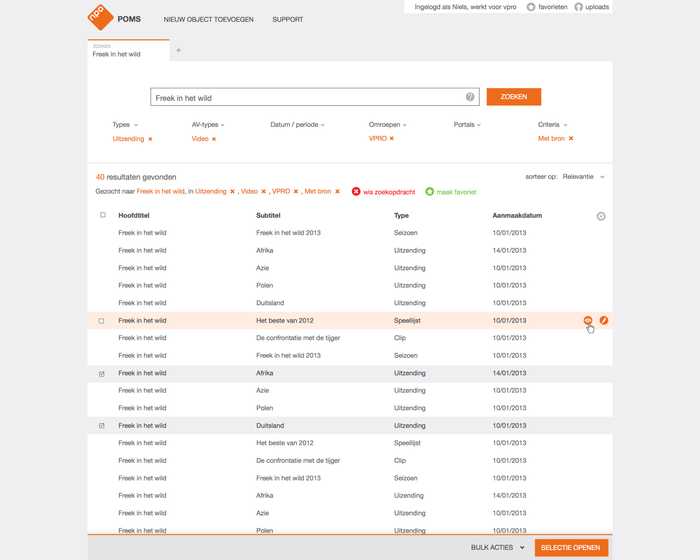 Ingelogd als Niels, werkt voor vpro favorieten uploads
npo POMS NIEUW OBJECT TOEVOEGEN SUPPORT
ZOEKEN
Freek in het wild
+
Freek in het wild ? ZOEKEN
Types AV-types Datum / periode Omroepen Portals Criteria
Uitzending × Video × VPRO × Met bron ×
40 resultaten gevonden sorteer op: Relevantie
Gezocht naar Freek in het wild, in Uitzending × , Video × , VPRO × , Met bron × wis zoekopdracht maak favoriet
Hoofdtitel Subtitel Type Aanmaakdatum
Freek in het wild Freek in het wild 2013 Seizoen 10/01/2013
Freek in het wild Afrika Uitzending 14/01/2013
Freek in het wild Azie Uitzending 10/01/2013
Freek in het wild Polen Uitzending 10/01/2013
Freek in het wild Duitsland Uitzending 10/01/2013
Freek in het wild Het beste van 2012 Speellijst 10/01/2013
Freek in het wild De confrontatie met de tijger Clip 10/01/2013
Freek in het wild Freek in het wild 2013 Seizoen 10/01/2013
Freek in het wild Afrika Uitzending 14/01/2013
Freek in het wild Azie Uitzending 10/01/2013
Freek in het wild Polen Uitzending 10/01/2013
Freek in het wild Duitsland Uitzending 10/01/2013
Freek in het wild Het beste van 2012 Speellijst 10/01/2013
Freek in het wild De confrontatie met de tijger Clip 10/01/2013
Freek in het wild Freek in het wild 2013 Seizoen 10/01/2013
Freek in het wild Afrika Uizending 14/01/2013
Freek in het wild Azie Uitzending 10/01/2013
Freek in het wild Polen Uitzending 10/01/2013
BULK ACTIES SELECTIE OPENEN